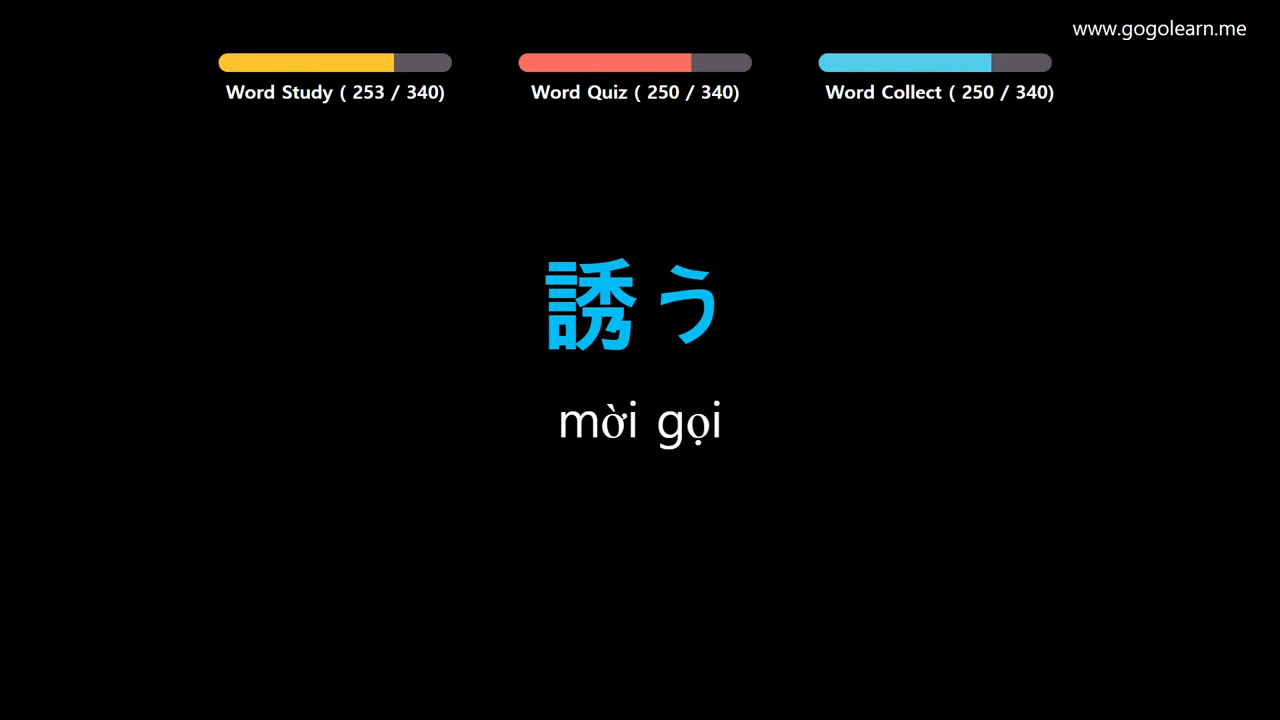 www.gogolearn.me
Word Study ( 253 / 340)
Word Quiz ( 250 / 340)
Word Collect ( 250 / 340)
誘う
mời gọi